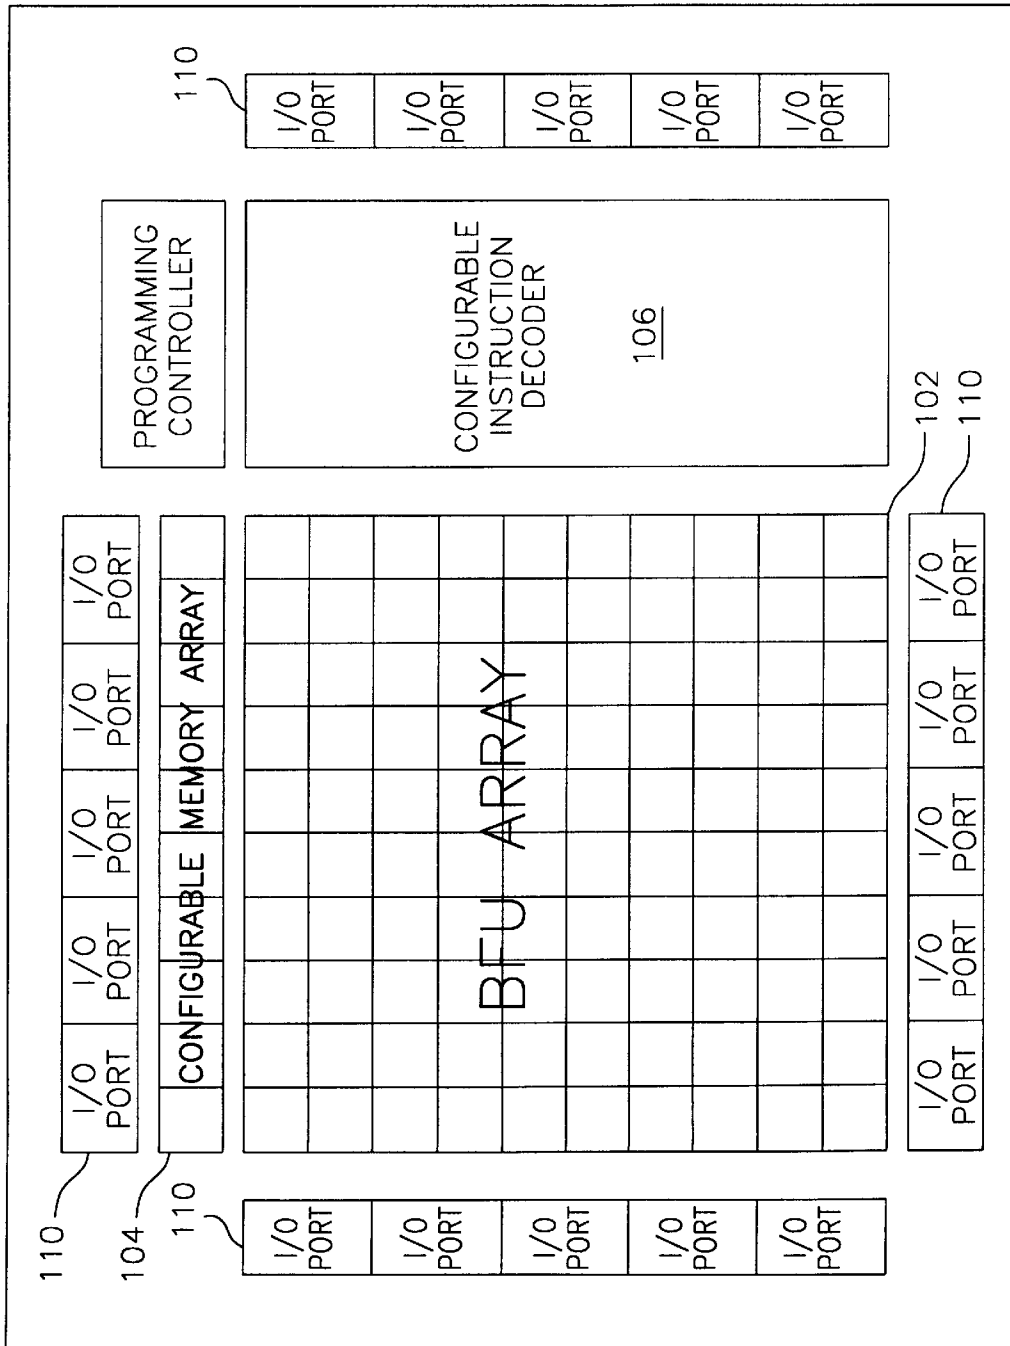 110
I/O PORT
I/O PORT
I/O PORT
I/O PORT
I/O PORT
104
CONFIGURABLE MEMORY ARRAY
PROGRAMMING
CONTROLLER
110
110
I/O PORT
I/O PORT
I/O PORT
I/O PORT
I/O PORT
BFU ARRAY
CONFIGURABLE
INSTRUCTION
DECODER
106
I/O PORT
I/O PORT
I/O PORT
I/O PORT
I/O PORT
102
I/O PORT
I/O PORT
I/O PORT
I/O PORT
I/O PORT
110